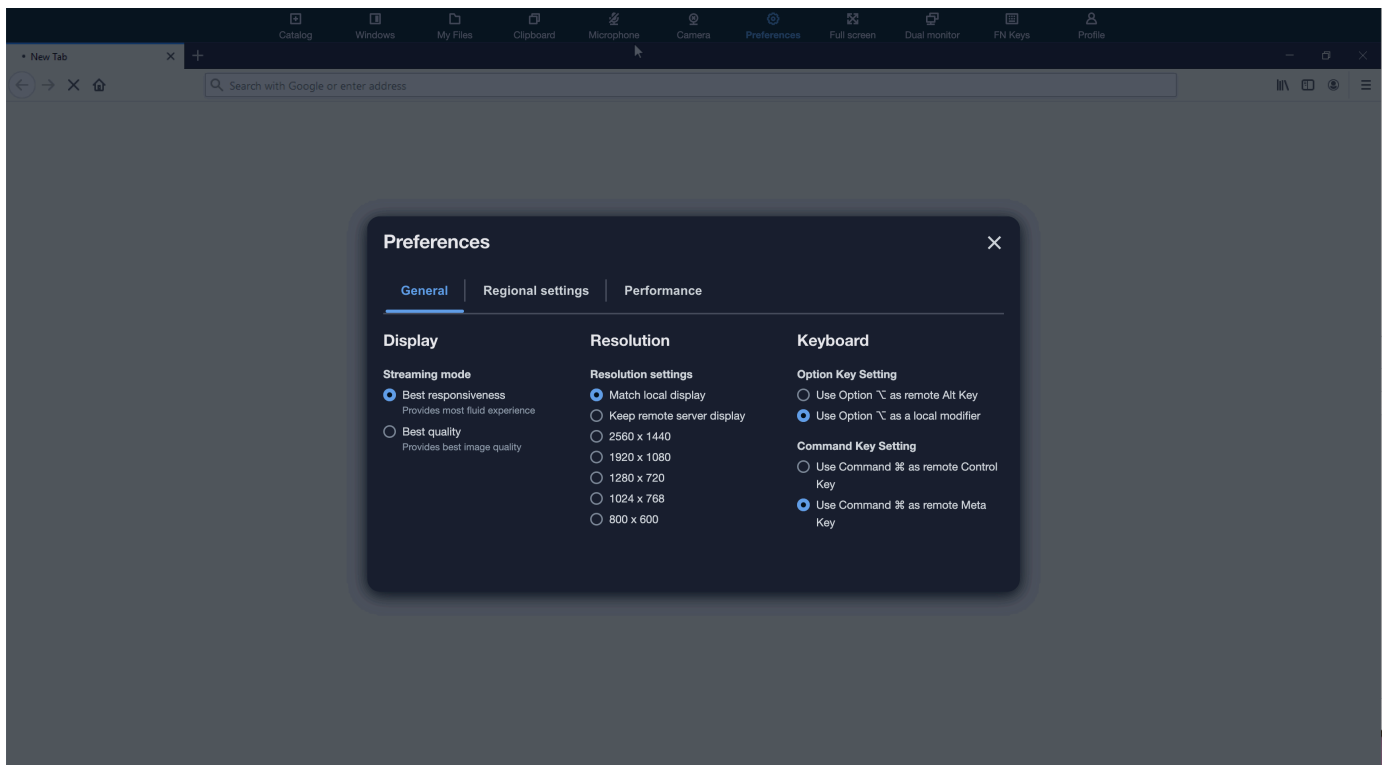 Catalog
Windows
My Files
Clipboard
Microphone
Camera
Preferences
Full screen
Dual monitor
FN Keys
Profile
• New Tab
Search with Google or enter address
Preferences
General
Regional settings
Performance
Display
Streaming mode
Best responsiveness
Provides most fluid experience
Best quality
Provides best image quality
Resolution
Resolution settings
Match local display
Keep remote server display
2560 x 1440
1920 x 1080
1280 x 720
1024 x 768
800 x 600
Keyboard
Option Key Setting
Use Option ⌥ as remote Alt Key
Use Option ⌥ as a local modifier
Command Key Setting
Use Command ⌘ as remote Control
Key
Use Command ⌘ as remote Meta
Key